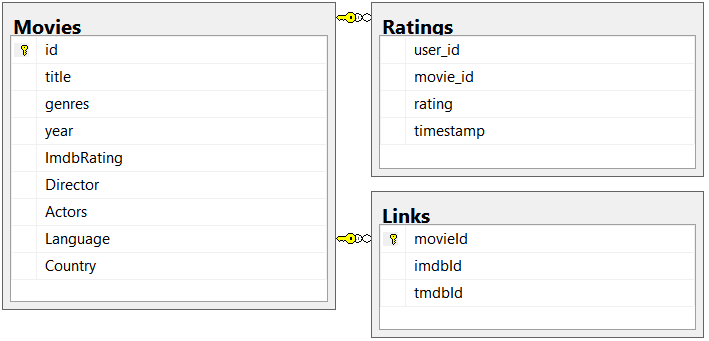 Movies
id
title
genres
year
ImdbRating
Director
Actors
Language
Country
Ratings
user_id
movie_id
rating
timestamp
Links
movieId
imdbId
tmdbId